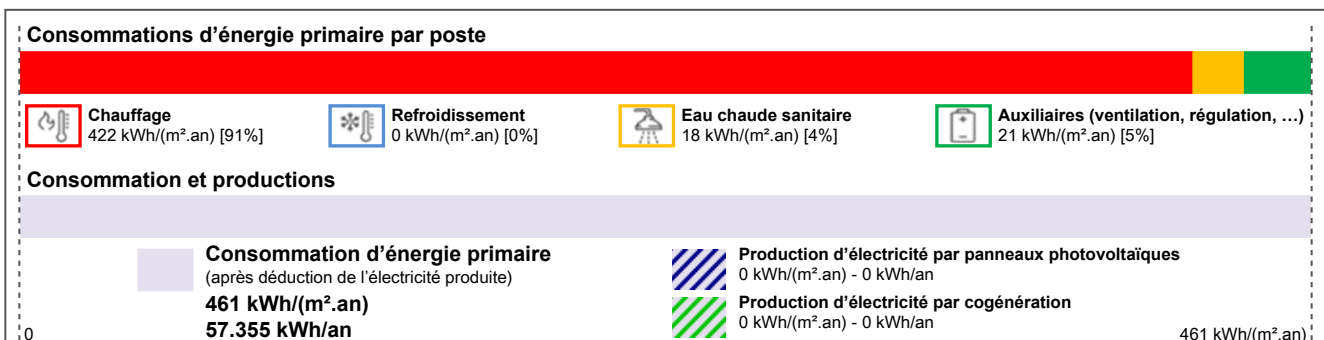 Consommations d’énergie primaire par poste
Chauffage
422 kWh/(m².an) [91%]
Refroidissement
0 kWh/(m².an) [0%]
Eau chaude sanitaire
18 kWh/(m².an) [4%]
Auxiliaires (ventilation, régulation, …)
21 kWh/(m².an) [5%]
Consommation et productions
Consommation d’énergie primaire
(après déduction de l’électricité produite)
461 kWh/(m².an)
57.355 kWh/an
Production d’électricité par panneaux photovoltaïques
0 kWh/(m².an) - 0 kWh/an
Production d’électricité par cogénération
0 kWh/(m².an) - 0 kWh/an
0
461 kWh/(m².an)